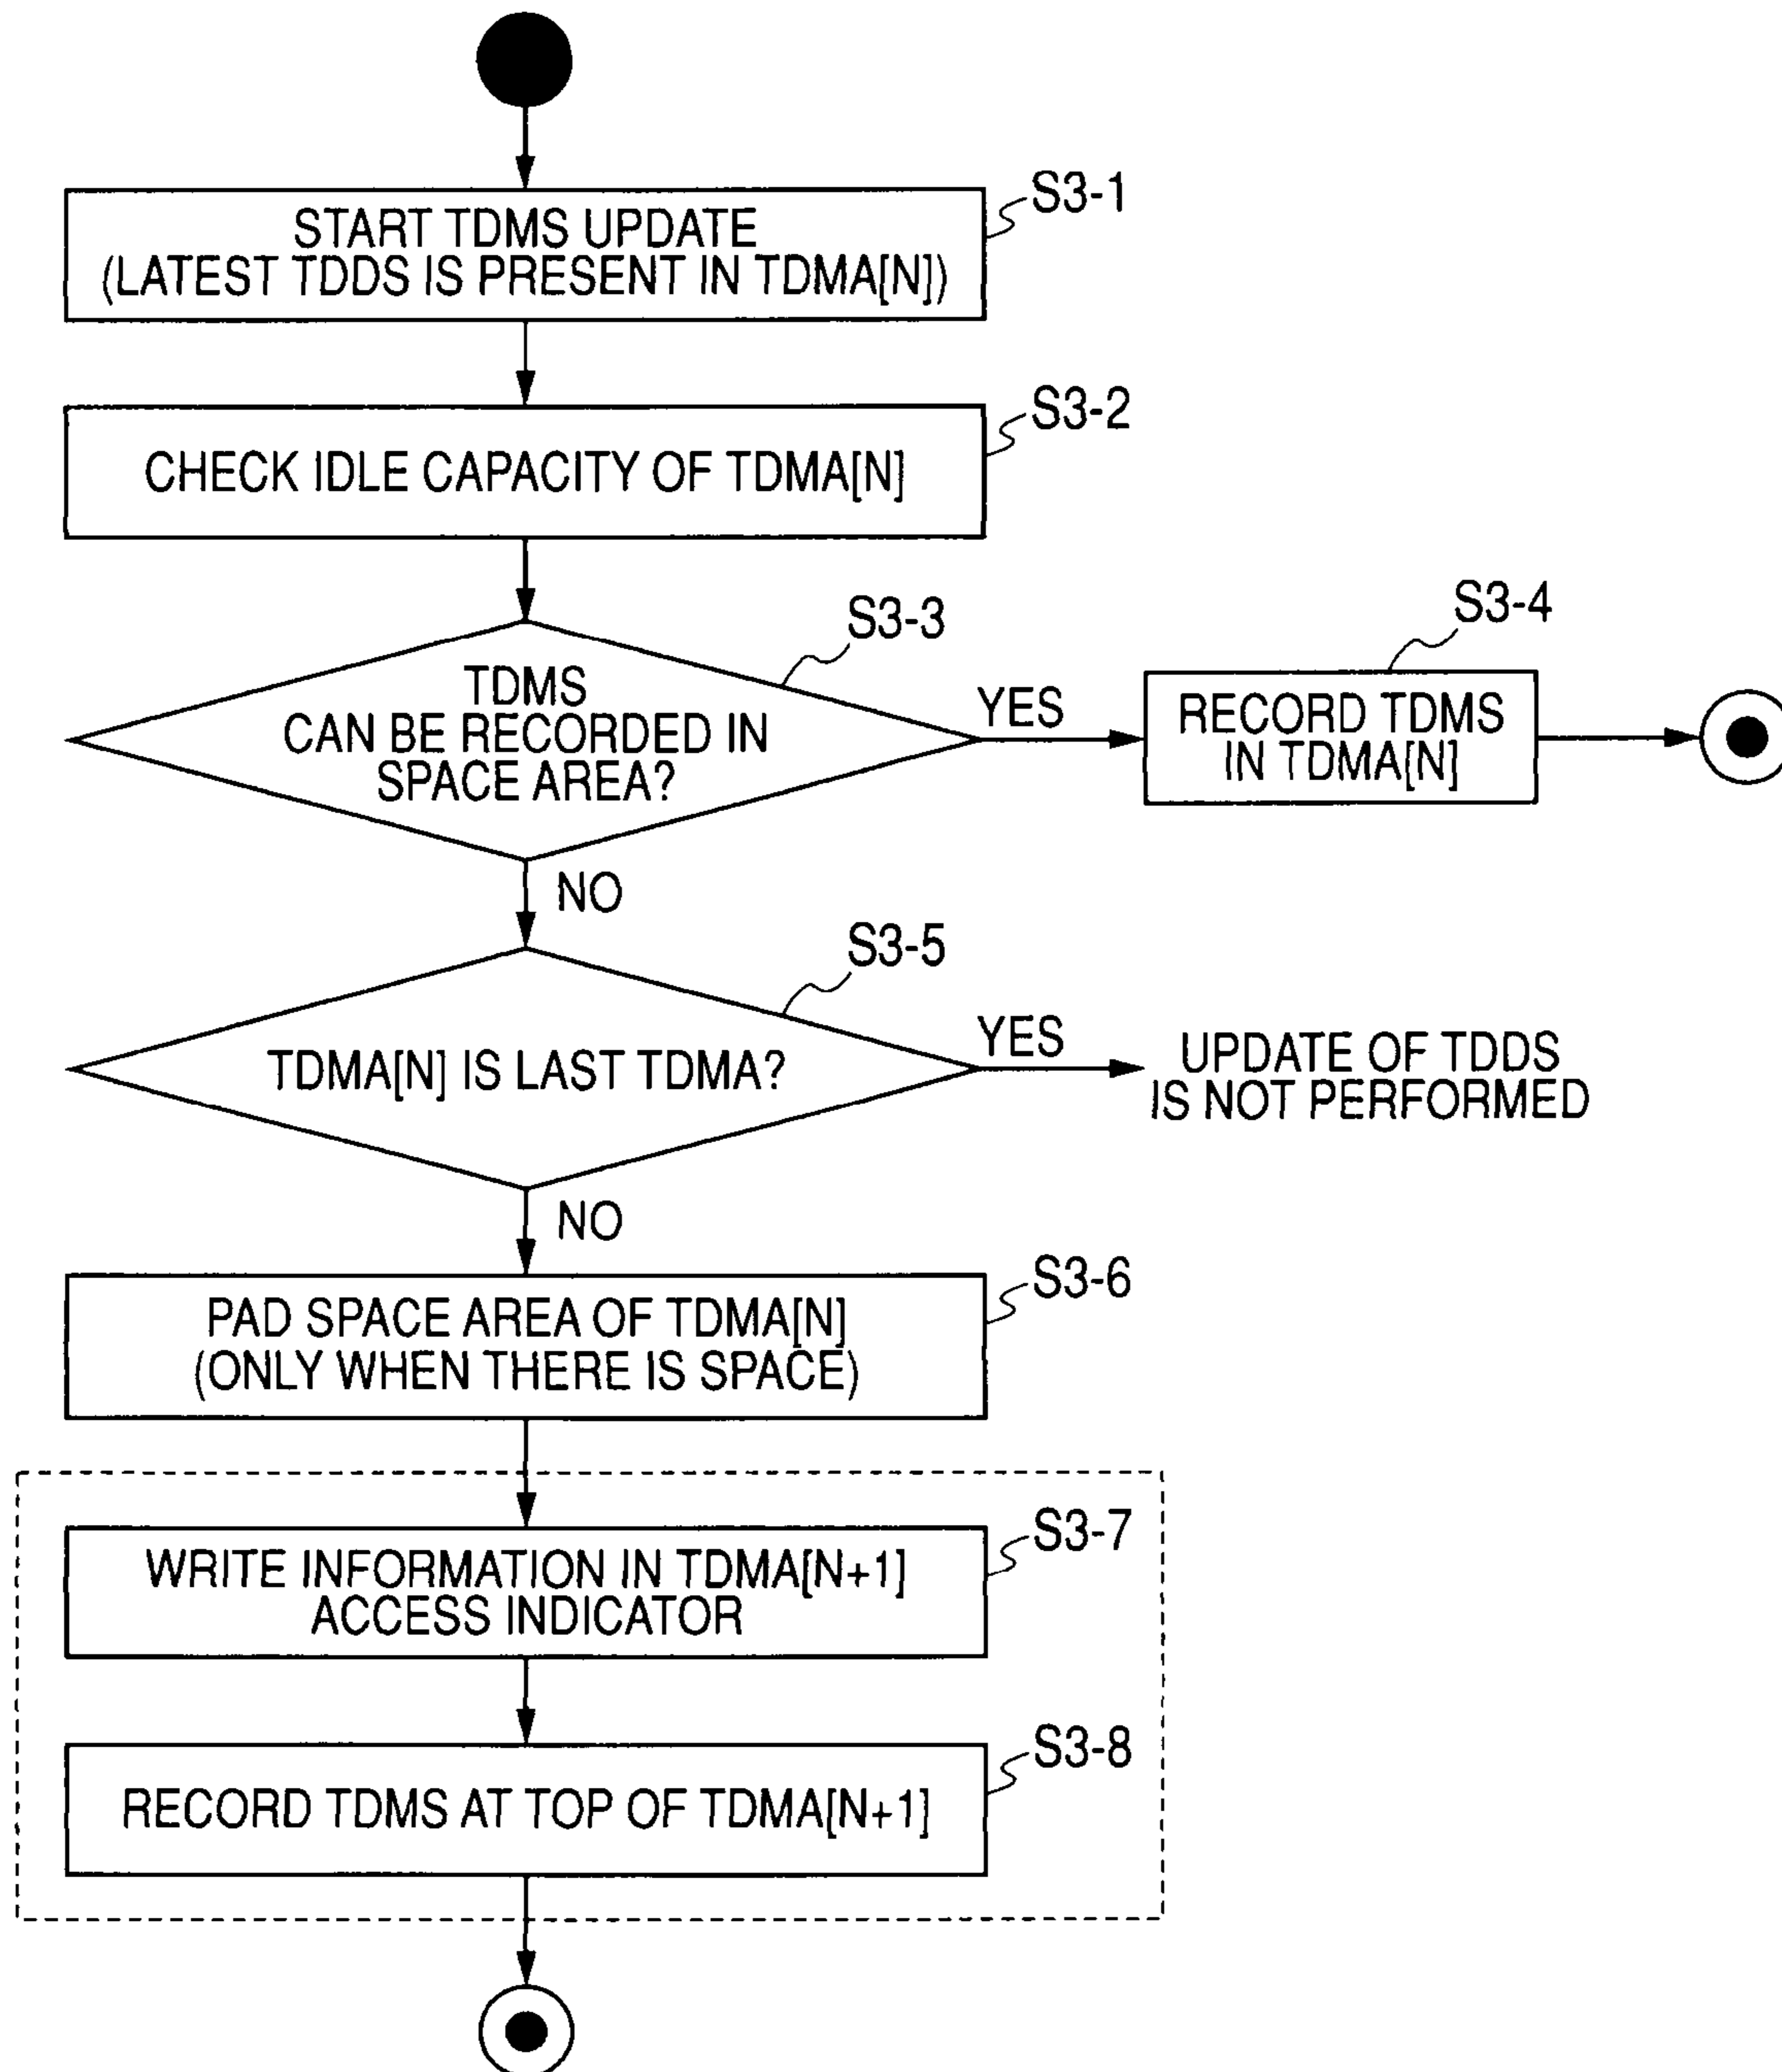 S3-1
START TDMS UPDATE
(LATEST TDDS IS PRESENT IN TDMA[N])
S3-2
CHECK IDLE CAPACITY OF TDMA[N]
S3-3
TDMS
CAN BE RECORDED IN
SPACE AREA?
YES
S3-4
RECORD TDMS
IN TDMA[N]
NO
S3-5
TDMA[N] IS LAST TDMA?
YES
UPDATE OF TDDS
IS NOT PERFORMED
NO
S3-6
PAD SPACE AREA OF TDMA[N]
(ONLY WHEN THERE IS SPACE)
S3-7
WRITE INFORMATION IN TDMA[N+1]
ACCESS INDICATOR
S3-8
RECORD TDMS AT TOP OF TDMA[N+1]